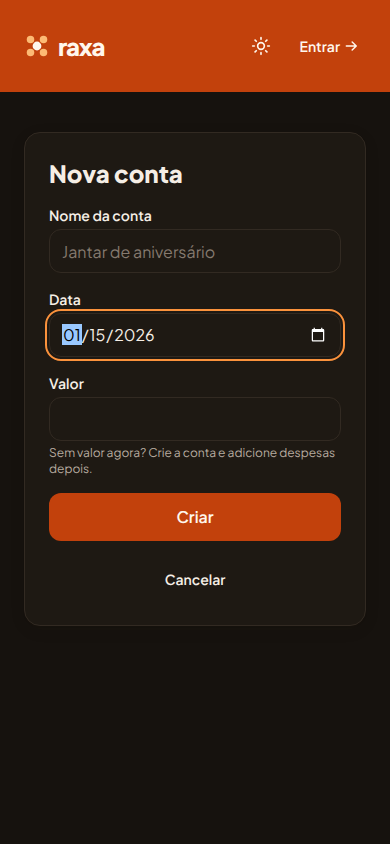 raxa
Entrar →
Nova conta
Nome da conta
Jantar de aniversário
Data
01/15/2026
Valor
Sem valor agora? Crie a conta e adicione despesas
depois.
Criar
Cancelar